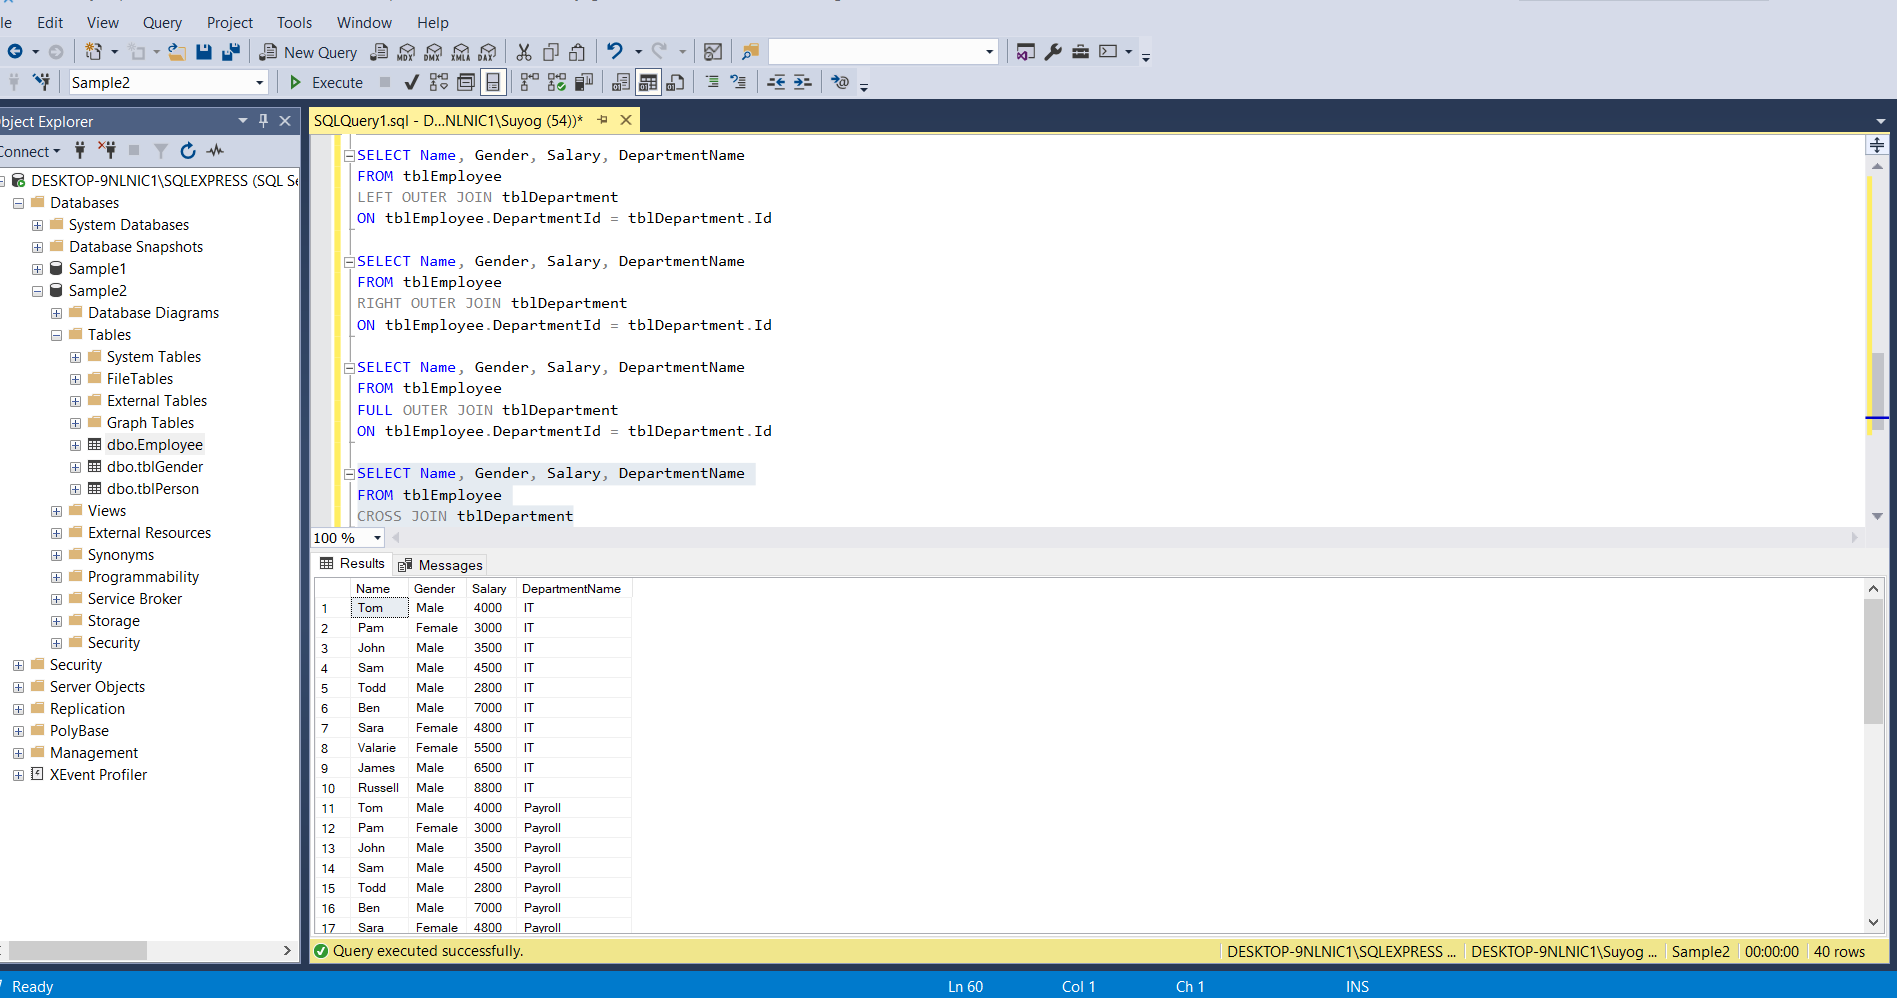 le Edit View Query Project Tools Window Help
New Query MDX DMX XMLA DAX
Sample2 Execute
bject Explorer
onnect
DESKTOP-9NLNIC1\SQLEXPRESS (SQL Se
Databases
System Databases
Database Snapshots
Sample1
Sample2
Database Diagrams
Tables
System Tables
FileTables
External Tables
Graph Tables
dbo.Employee
dbo.tblGender
dbo.tblPerson
Views
External Resources
Synonyms
Programmability
Service Broker
Storage
Security
Security
Server Objects
Replication
PolyBase
Management
XEvent Profiler
SQLQuery1.sql - D...NLNIC1\Suyog (54))*
SELECT Name, Gender, Salary, DepartmentName
FROM tblEmployee
LEFT OUTER JOIN tblDepartment
ON tblEmployee.DepartmentId = tblDepartment.Id
SELECT Name, Gender, Salary, DepartmentName
FROM tblEmployee
RIGHT OUTER JOIN tblDepartment
ON tblEmployee.DepartmentId = tblDepartment.Id
SELECT Name, Gender, Salary, DepartmentName
FROM tblEmployee
FULL OUTER JOIN tblDepartment
ON tblEmployee.DepartmentId = tblDepartment.Id
SELECT Name, Gender, Salary, DepartmentName
FROM tblEmployee
CROSS JOIN tblDepartment
100 %
Results Messages
Name Gender Salary DepartmentName
1 Tom Male 4000 IT
2 Pam Female 3000 IT
3 John Male 3500 IT
4 Sam Male 4500 IT
5 Todd Male 2800 IT
6 Ben Male 7000 IT
7 Sara Female 4800 IT
8 Valarie Female 5500 IT
9 James Male 6500 IT
10 Russell Male 8800 IT
11 Tom Male 4000 Payroll
12 Pam Female 3000 Payroll
13 John Male 3500 Payroll
14 Sam Male 4500 Payroll
15 Todd Male 2800 Payroll
16 Ben Male 7000 Payroll
17 Sara Female 4800 Payroll
Query executed successfully. DESKTOP-9NLNIC1\SQLEXPRESS ... DESKTOP-9NLNIC1\Suyog ... Sample2 00:00:00 40 rows
Ready Ln 60 Col 1 Ch 1 INS